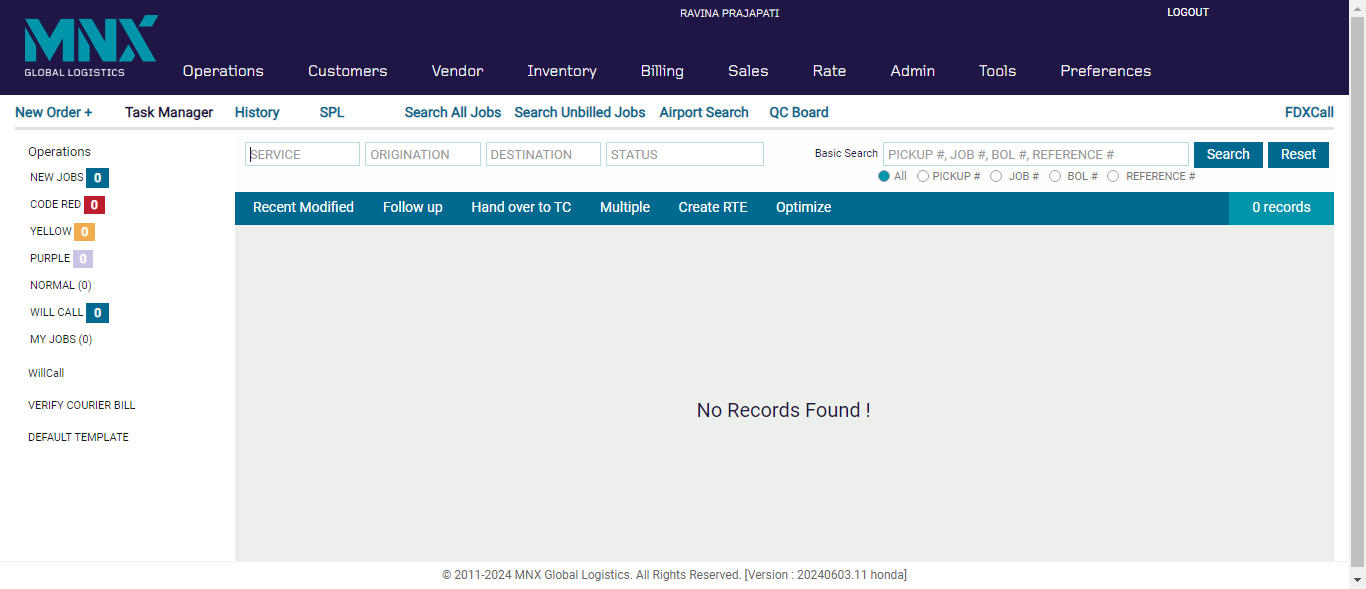 RAVINA PRAJAPATI
LOGOUT
MNX
GLOBAL LOGISTICS
Operations Customers Vendor Inventory Billing Sales Rate Admin Tools Preferences
New Order + Task Manager History SPL Search All Jobs Search Unbilled Jobs Airport Search QC Board FDXCall
Operations
NEW JOBS 0
CODE RED 0
YELLOW 0
PURPLE 0
NORMAL (0)
WILL CALL 0
MY JOBS (0)
WillCall
VERIFY COURIER BILL
DEFAULT TEMPLATE
SERVICE ORIGINATION DESTINATION STATUS Basic Search PICKUP #, JOB #, BOL #, REFERENCE # Search Reset
All PICKUP # JOB # BOL # REFERENCE #
Recent Modified Follow up Hand over to TC Multiple Create RTE Optimize 0 records
No Records Found !
© 2011-2024 MNX Global Logistics. All Rights Reserved. [Version : 20240603.11 honda]